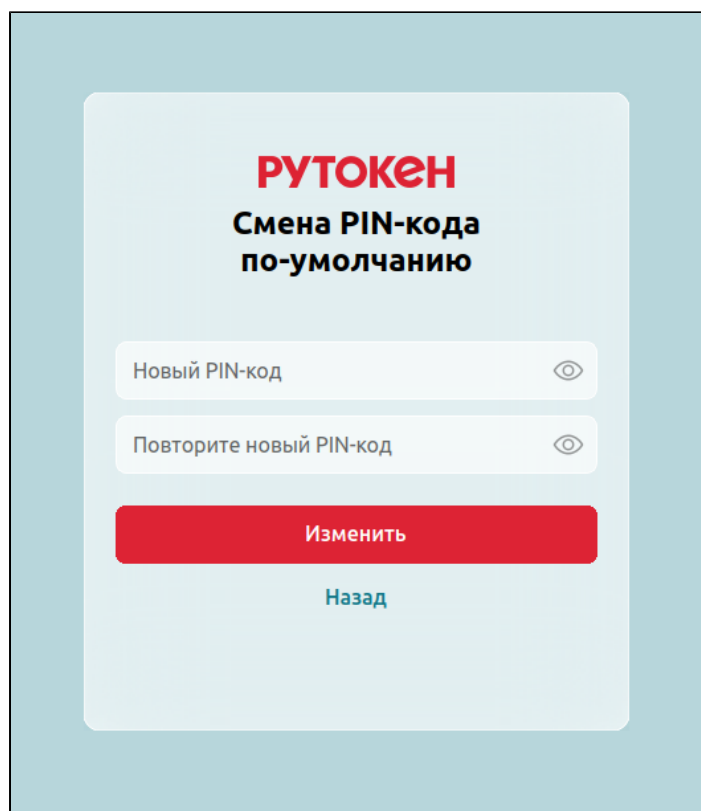 РУТОКЕН
Смена PIN-кода
по-умолчанию
Новый PIN-код
Повторите новый PIN-код
Изменить
Назад